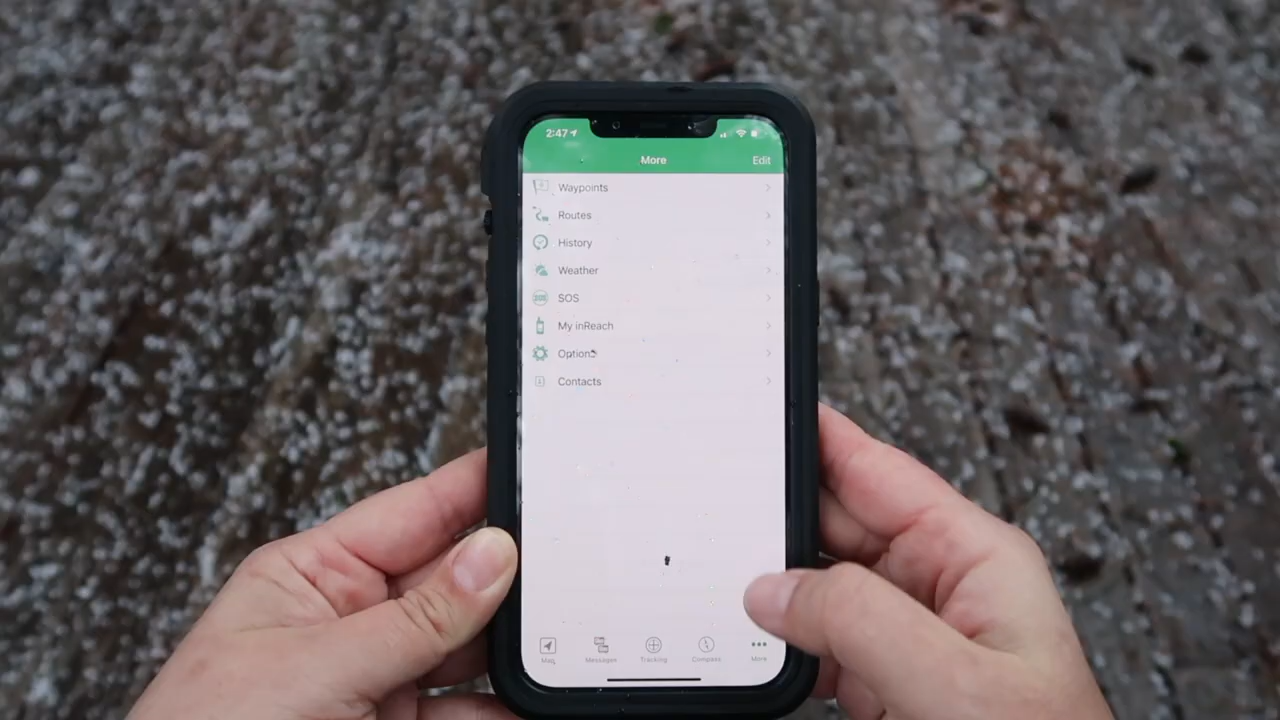 2:47
More Edit
Waypoints
Routes
History
Weather
SOS
My inReach
Options
Contacts
Map Messages Tracking Compass More